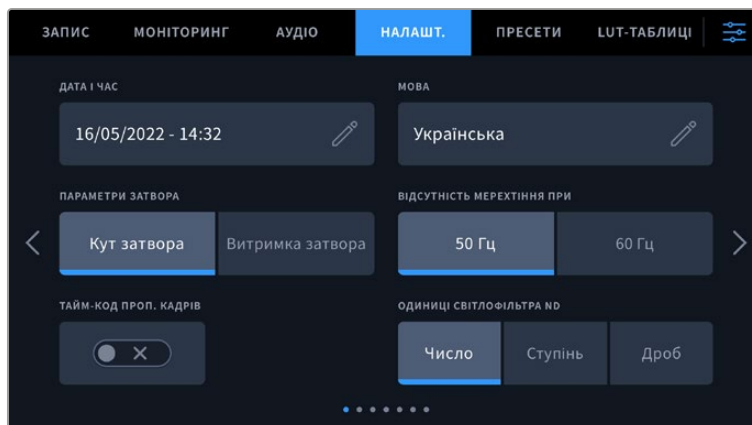 ЗАПИС МОНІТОРИНГ АУДІО НАЛАШТ. ПРЕСЕТИ LUT-ТАБЛИЦІ
ДАТА І ЧАС МОВА
16/05/2022 - 14:32 Українська
ПАРАМЕТРИ ЗАТВОРА ВІДСУТНІСТЬ МЕРЕХТІННЯ ПРИ
Кут затвора Витримка затвора 50 Гц 60 Гц
ТАЙМ-КОД ПРОП. КАДРІВ ОДИНИЦІ СВІТЛОФІЛЬТРА ND
Число Ступінь Дроб